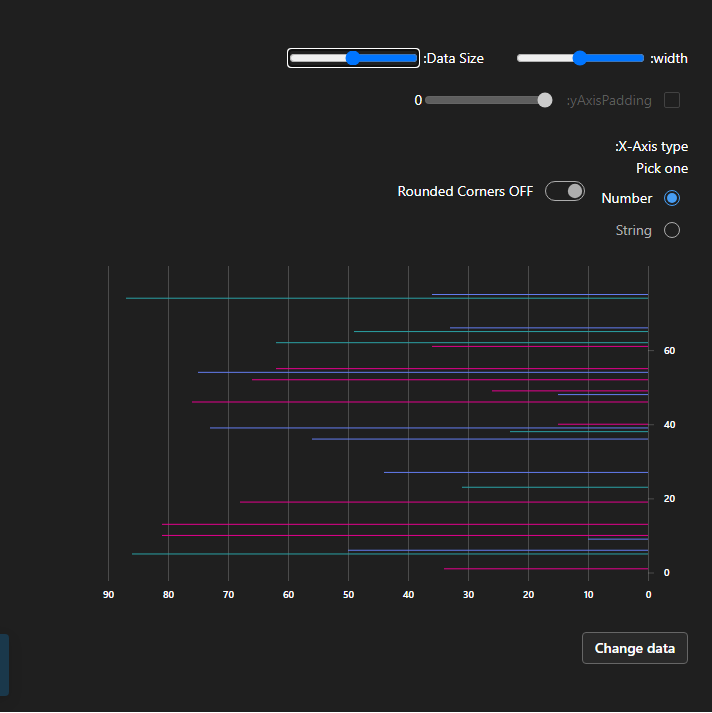 :Data Size
:width
0
:yAxisPadding
:X-Axis type
Pick one
Rounded Corners OFF
Number
String
60
40
20
0
90 80 70 60 50 40 30 20 10 0
Change data